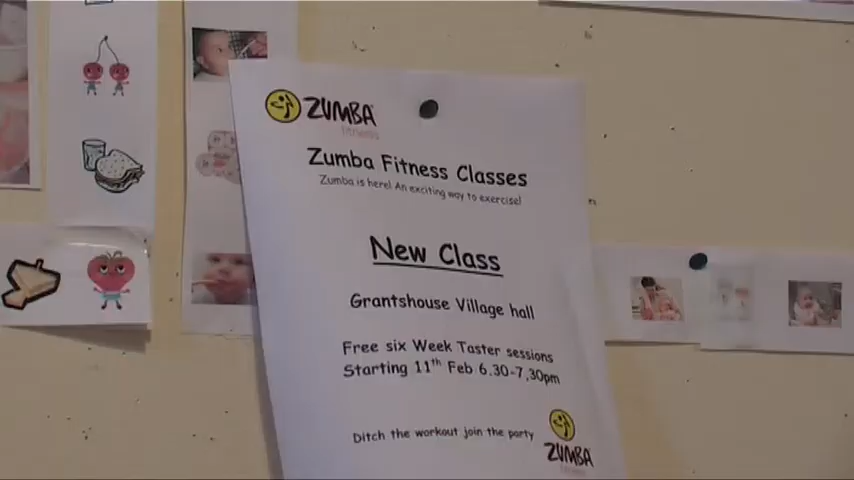 ZUMBA
fitness
Zumba Fitness Classes
Zumba is here! An exciting way to exercise!
New Class
Grantshouse Village hall
Free six Week Taster sessions
Starting 11th Feb 6.30-7,30pm
Ditch the workout join the party
ZUMBA
fitness